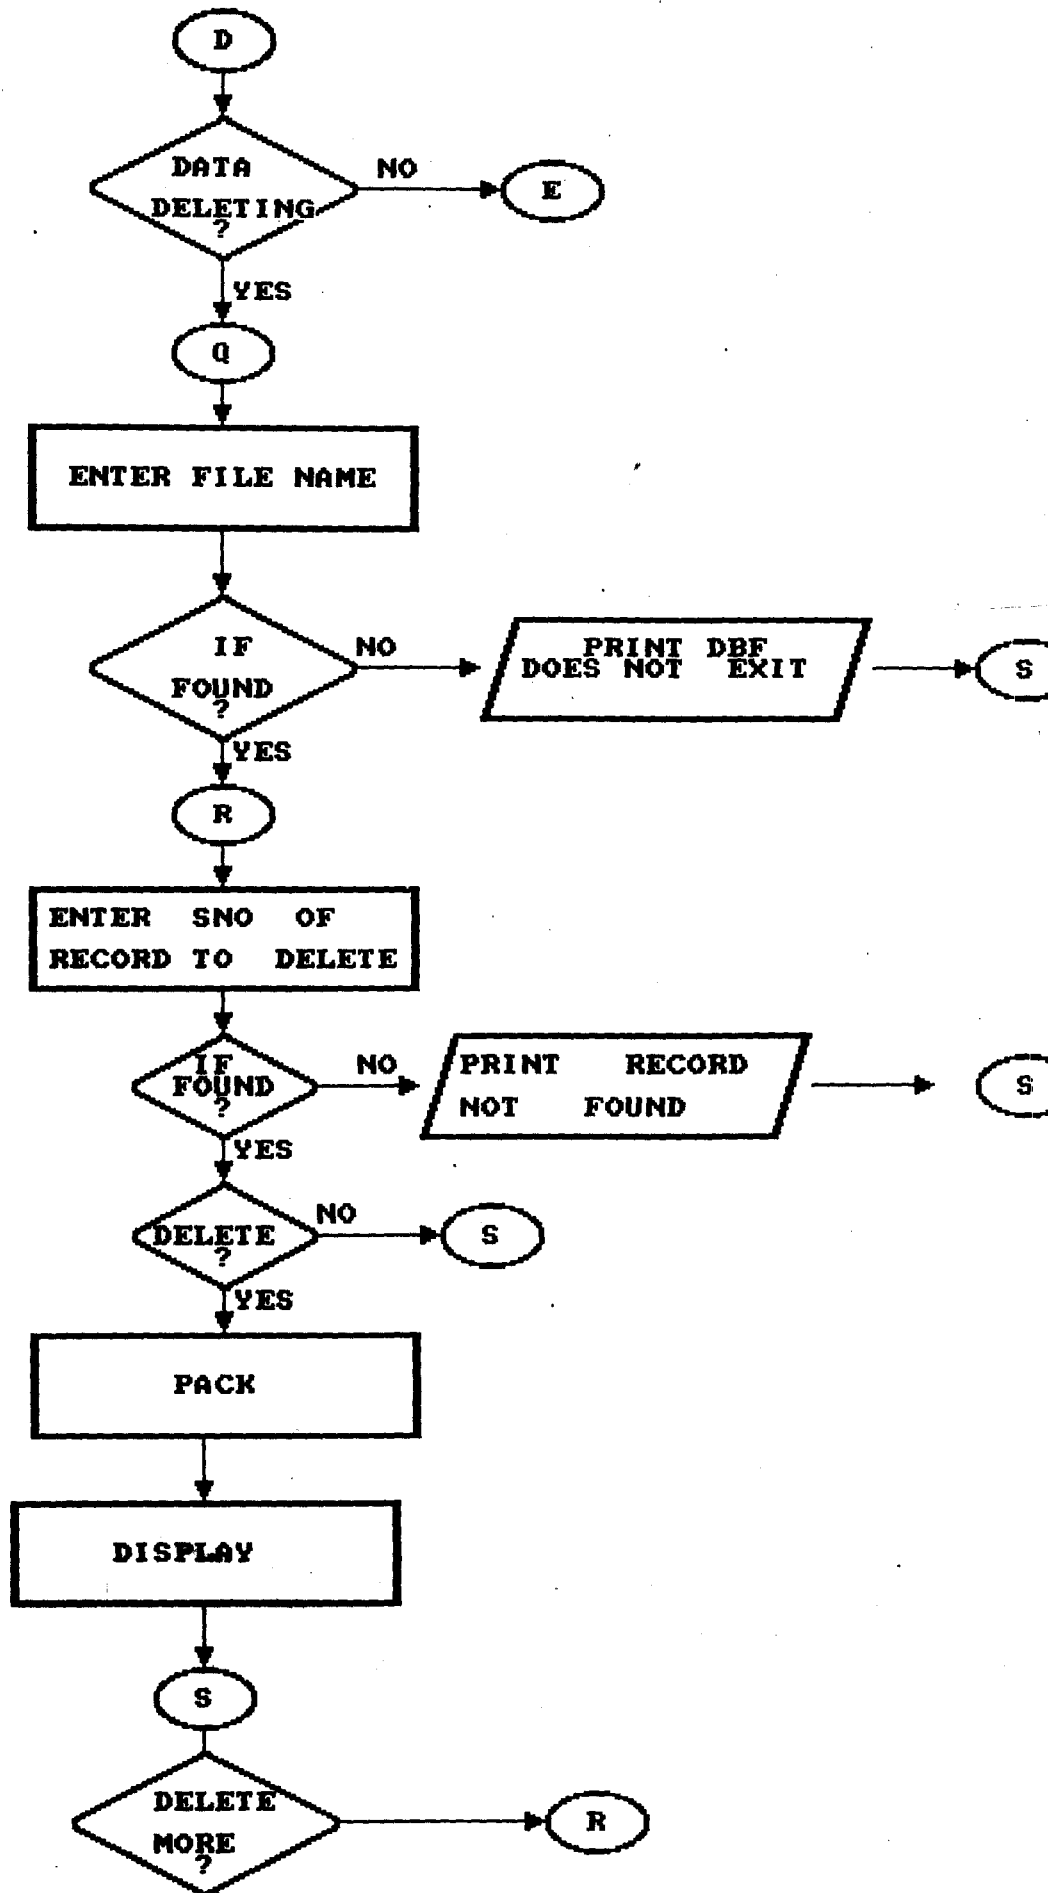 D
DATA
DELETING
?
NO
E
YES
Q
ENTER FILE NAME
IF
FOUND
?
NO
PRINT DBF
DOES NOT EXIT
S
YES
R
ENTER SNO OF
RECORD TO DELETE
IF
FOUND
?
NO
PRINT RECORD
NOT FOUND
S
YES
DELETE
?
NO
S
YES
PACK
DISPLAY
S
DELETE
MORE
?
R